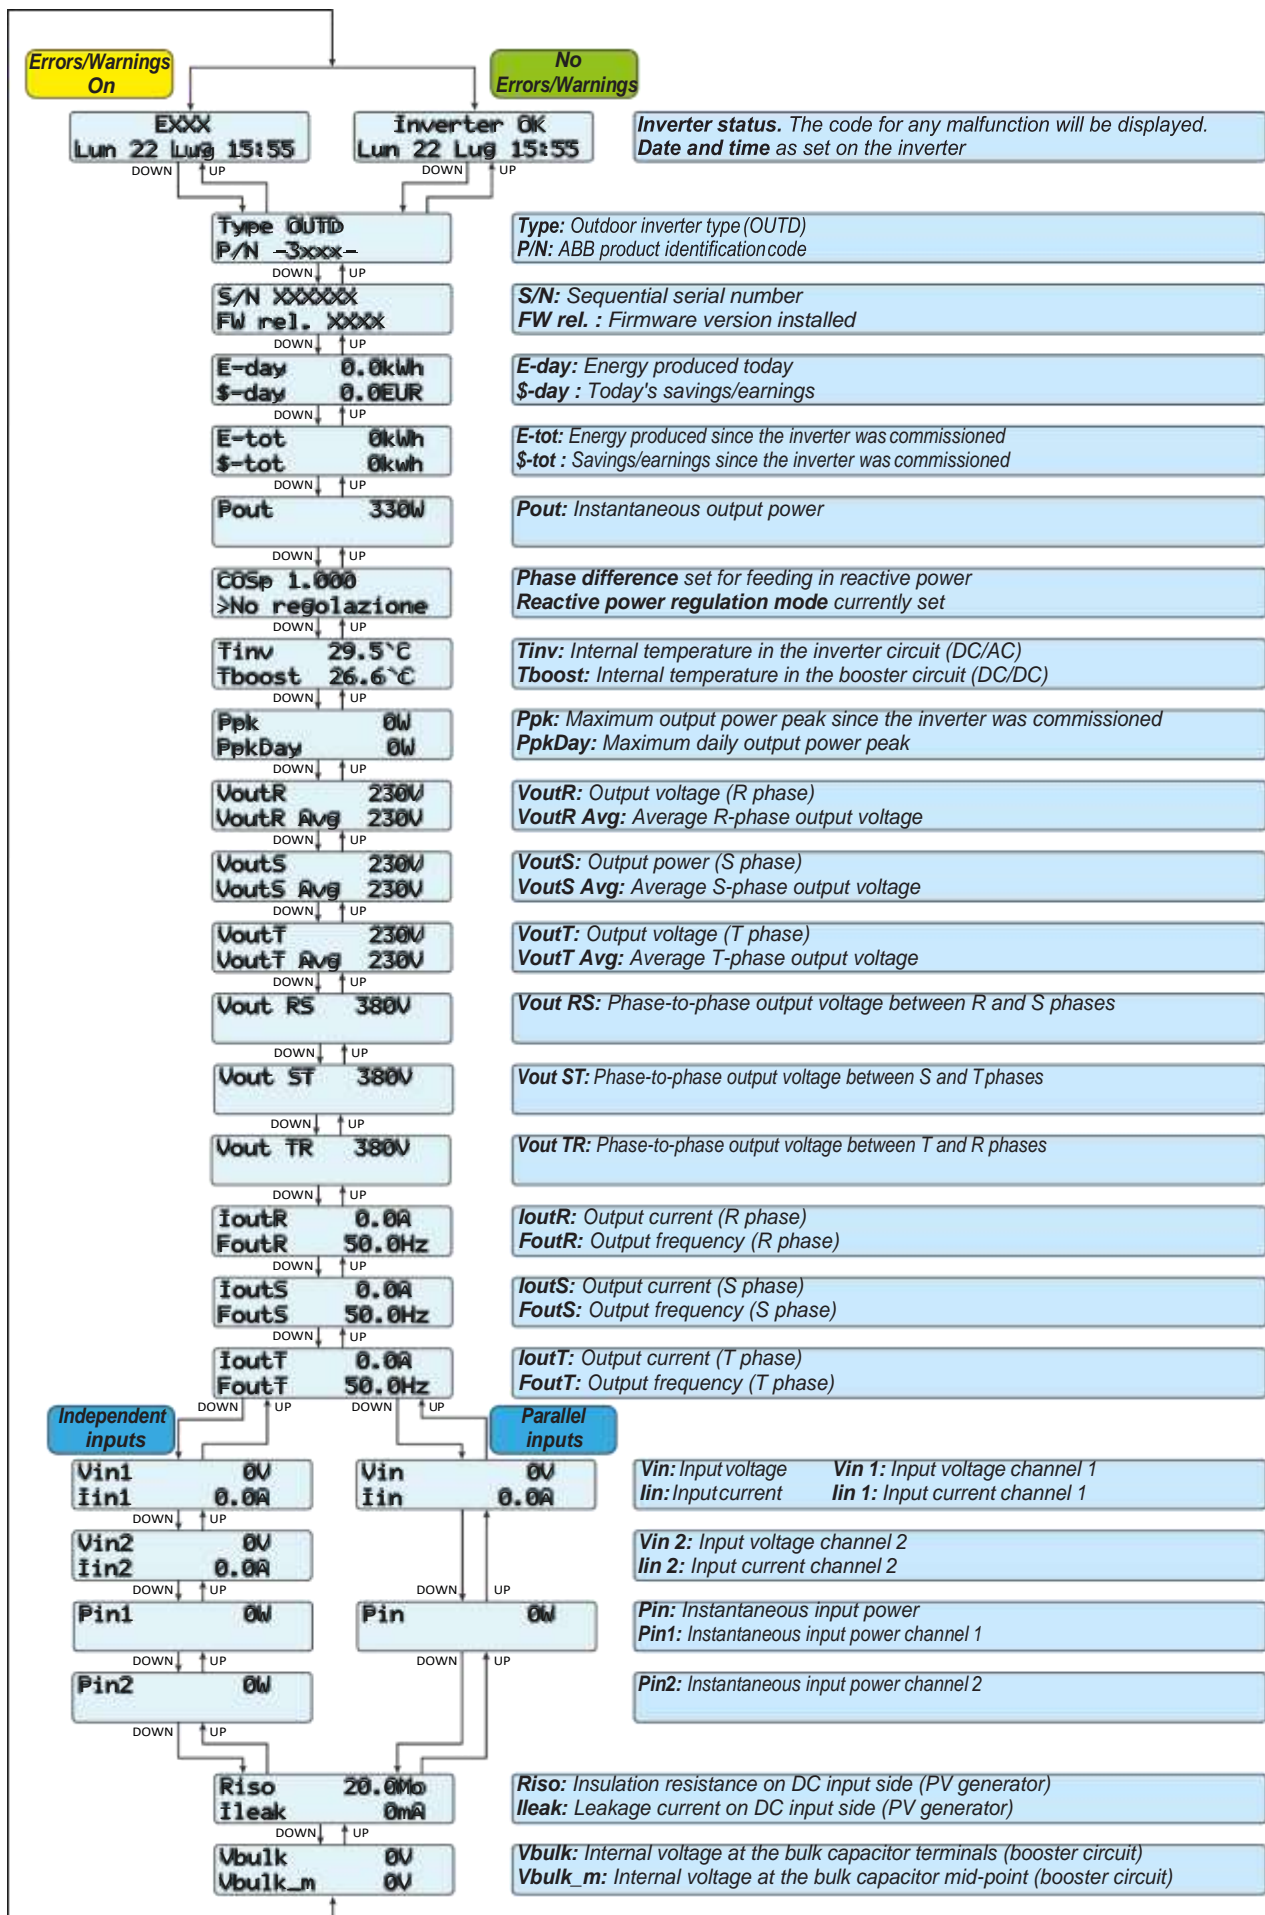 Errors/Warnings
On
No
Errors/Warnings
EXXX
Lun 22 Lug 15:55
Inverter OK
Lun 22 Lug 15:55
Inverter status. The code for any malfunction will be displayed.
Date and time as set on the inverter
DOWN UP
DOWN UP
Type OUTD
P/N -3xxx-
Type: Outdoor inverter type (OUTD)
P/N: ABB product identification code
DOWN UP
S/N XXXXXX
FW rel. XXXX
S/N: Sequential serial number
FW rel. : Firmware version installed
DOWN UP
E-day 0.0kWh
$-day 0.0EUR
E-day: Energy produced today
$-day : Today's savings/earnings
DOWN UP
E-tot 0kWh
$-tot 0kwh
E-tot: Energy produced since the inverter was commissioned
$-tot : Savings/earnings since the inverter was commissioned
DOWN UP
Pout 330W
Pout: Instantaneous output power
DOWN UP
COSp 1.000
>No regolazione
Phase difference set for feeding in reactive power
Reactive power regulation mode currently set
DOWN UP
Tinv 29.5`C
Tboost 26.6`C
Tinv: Internal temperature in the inverter circuit (DC/AC)
Tboost: Internal temperature in the booster circuit (DC/DC)
DOWN UP
Ppk 0W
PpkDay 0W
Ppk: Maximum output power peak since the inverter was commissioned
PpkDay: Maximum daily output power peak
DOWN UP
VoutR 230V
VoutR Avg 230V
VoutR: Output voltage (R phase)
VoutR Avg: Average R-phase output voltage
DOWN UP
VoutS 230V
VoutS Avg 230V
VoutS: Output power (S phase)
VoutS Avg: Average S-phase output voltage
DOWN UP
VoutT 230V
VoutT Avg 230V
VoutT: Output voltage (T phase)
VoutT Avg: Average T-phase output voltage
DOWN UP
Vout RS 380V
Vout RS: Phase-to-phase output voltage between R and S phases
DOWN UP
Vout ST 380V
Vout ST: Phase-to-phase output voltage between S and T phases
DOWN UP
Vout TR 380V
Vout TR: Phase-to-phase output voltage between T and R phases
DOWN UP
IoutR 0.0A
FoutR 50.0Hz
IoutR: Output current (R phase)
FoutR: Output frequency (R phase)
DOWN UP
IoutS 0.0A
FoutS 50.0Hz
IoutS: Output current (S phase)
FoutS: Output frequency (S phase)
DOWN UP
IoutT 0.0A
FoutT 50.0Hz
IoutT: Output current (T phase)
FoutT: Output frequency (T phase)
DOWN UP DOWN UP
Independent
inputs
Parallel
inputs
Vin1 0V
Iin1 0.0A
Vin 0V
Iin 0.0A
Vin: Input voltage Vin 1: Input voltage channel 1
Iin: Input current Iin 1: Input current channel 1
DOWN UP
Vin2 0V
Iin2 0.0A
Vin 2: Input voltage channel 2
Iin 2: Input current channel 2
DOWN UP
DOWN UP
Pin1 0W
Pin 0W
Pin: Instantaneous input power
Pin1: Instantaneous input power channel 1
DOWN UP
DOWN UP
Pin2 0W
Pin2: Instantaneous input power channel 2
DOWN UP
Riso 20.0Mo
Ileak 0mA
Riso: Insulation resistance on DC input side (PV generator)
Ileak: Leakage current on DC input side (PV generator)
DOWN UP
Vbulk 0V
Vbulk_m 0V
Vbulk: Internal voltage at the bulk capacitor terminals (booster circuit)
Vbulk_m: Internal voltage at the bulk capacitor mid-point (booster circuit)